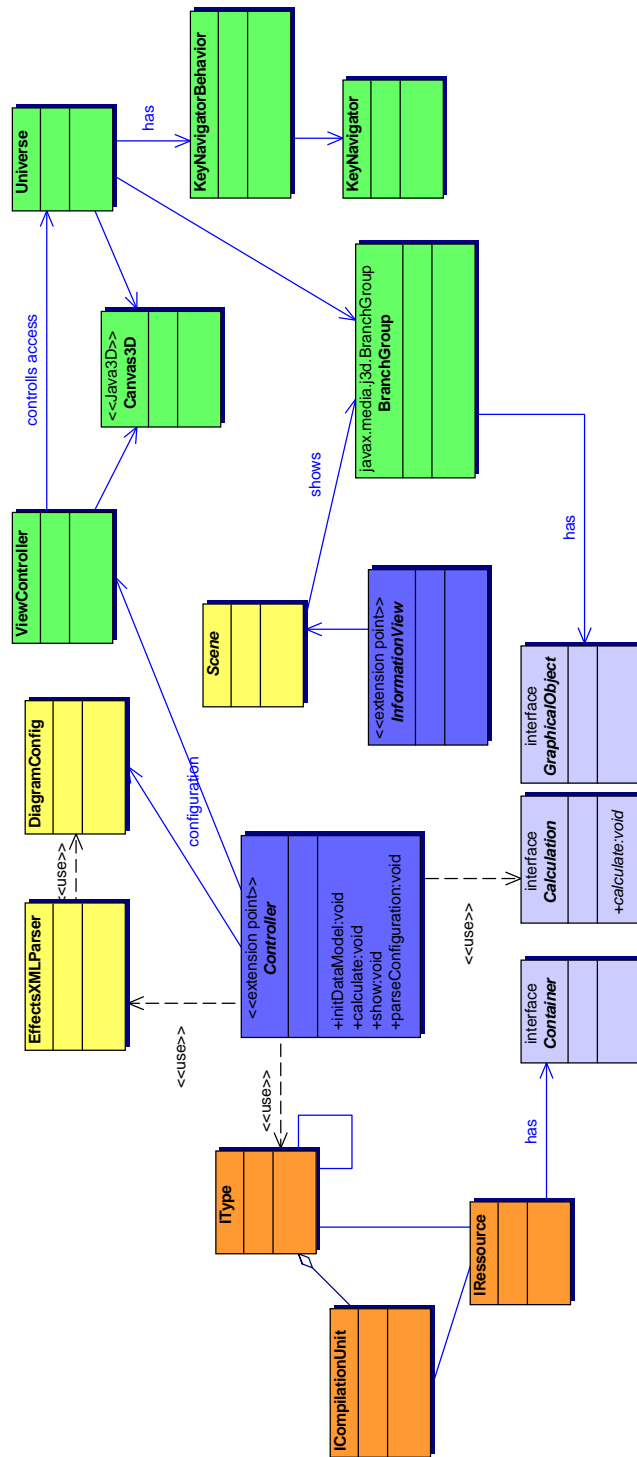 ICompilationUnit
IType
EffectsXMLParser
DiagramConfig
ViewController
Universe
<<use>>
<<use>>
<<use>>
controlls access
has
<<Java3D>>
Canvas3D
KeyNavigatorBehavior
KeyNavigator
configuration
<<extension point>>
Controller
+initDataModel:void
+calculate:void
+show:void
+parseConfiguration:void
Scene
shows
<<extension point>>
InformationView
javax.media.j3d.BranchGroup
BranchGroup
IRessource
has
<<use>>
has
interface
Container
interface
Calculation
+calculate:void
interface
GraphicalObject